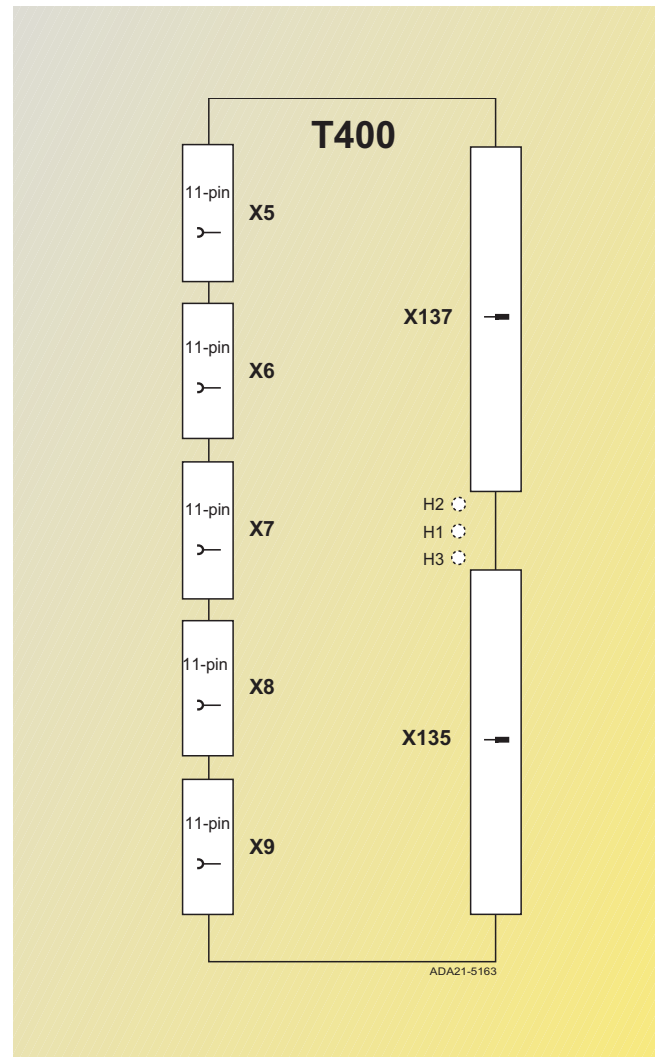 T400
11-pin
X5
11-pin
X6
11-pin
X7
11-pin
X8
11-pin
X9
X137
H2
H1
H3
X135
ADA21-5163